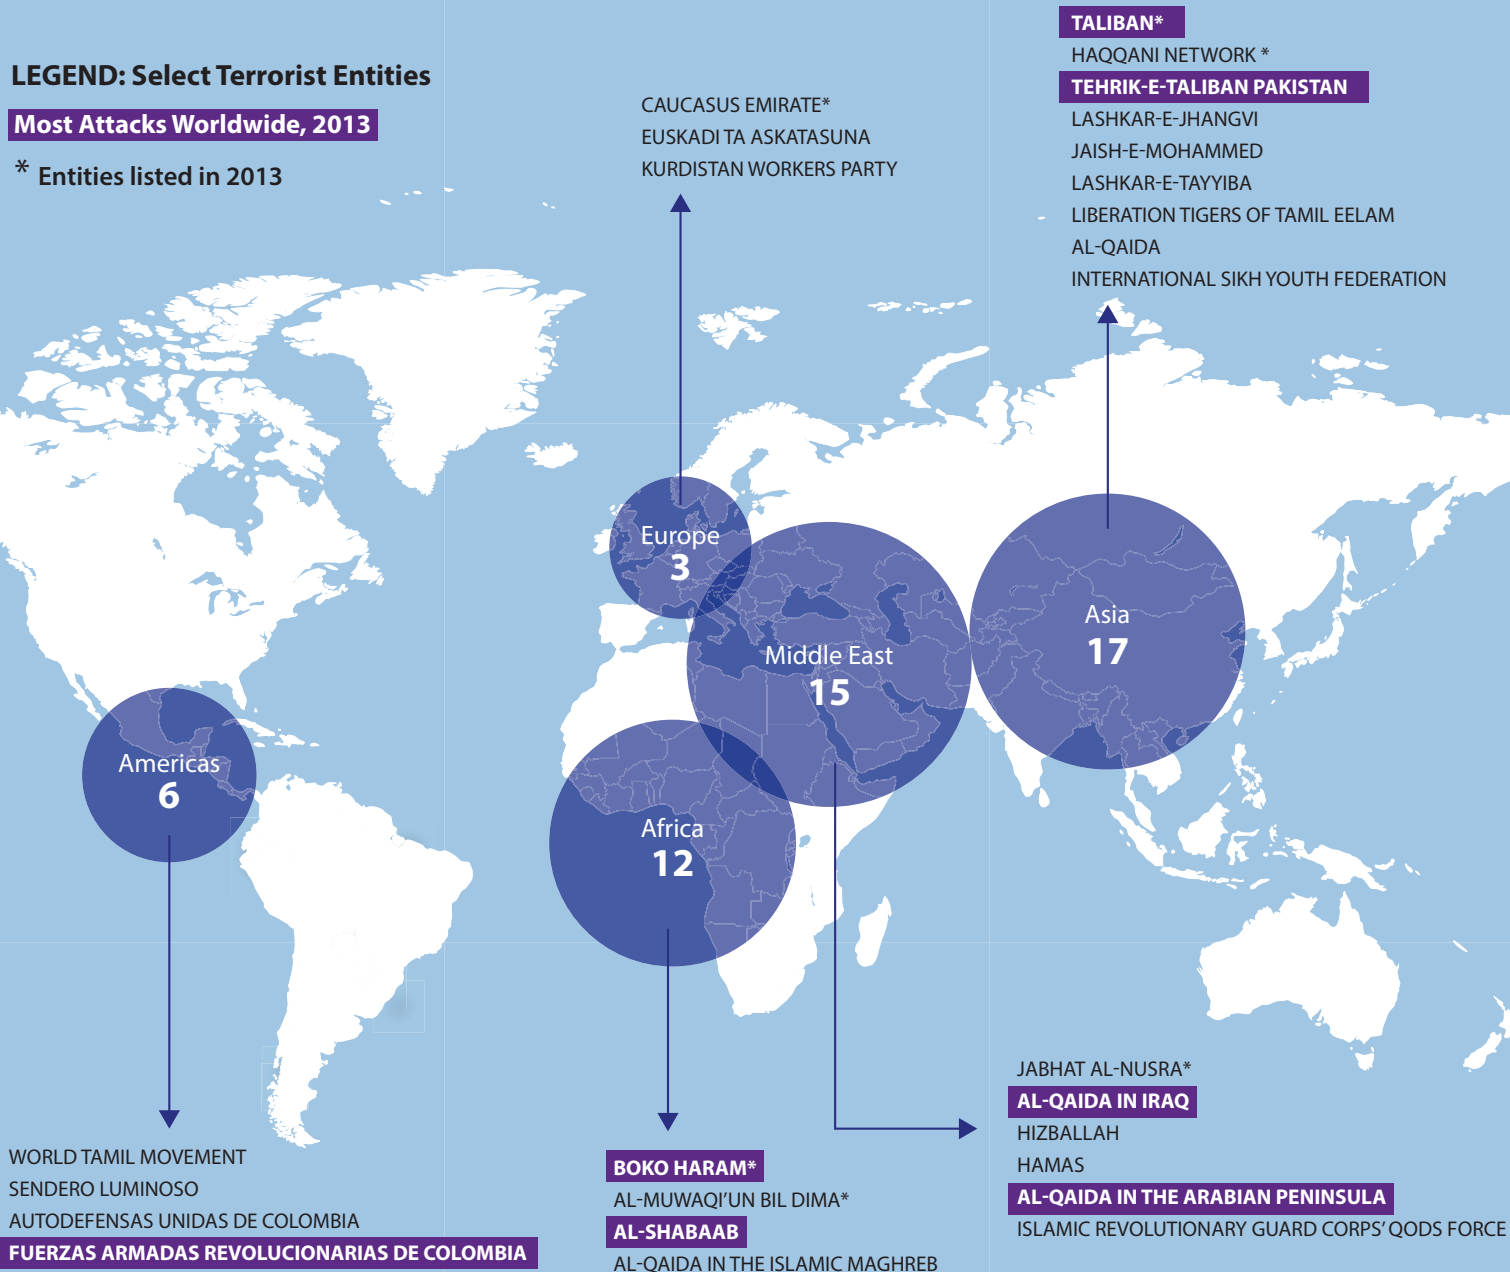 LEGEND: Select Terrorist Entities
Most Attacks Worldwide, 2013
* Entities listed in 2013
CAUCASUS EMIRATE*
EUSKADI TA ASKATASUNA
KURDISTAN WORKERS PARTY
TALIBAN*
HAQQANI NETWORK *
TEHRIK-E-TALIBAN PAKISTAN
LASHKAR-E-JHANGVI
JAISH-E-MOHAMMED
LASHKAR-E-TAYYIBA
LIBERATION TIGERS OF TAMIL EELAM
AL-QAIDA
INTERNATIONAL SIKH YOUTH FEDERATION
Europe
3
Asia
17
Middle East
15
Americas
6
Africa
12
WORLD TAMIL MOVEMENT
SENDERO LUMINOSO
AUTODEFENSAS UNIDAS DE COLOMBIA
FUERZAS ARMADAS REVOLUCIONARIAS DE COLOMBIA
BOKO HARAM*
AL-MUWAQI'UN BIL DIMA*
AL-SHABAAB
AL-QAIDA IN THE ISLAMIC MAGHREB
JABHAT AL-NUSRA*
AL-QAIDA IN IRAQ
HIZBALLAH
HAMAS
AL-QAIDA IN THE ARABIAN PENINSULA
ISLAMIC REVOLUTIONARY GUARD CORPS' QODS FORCE